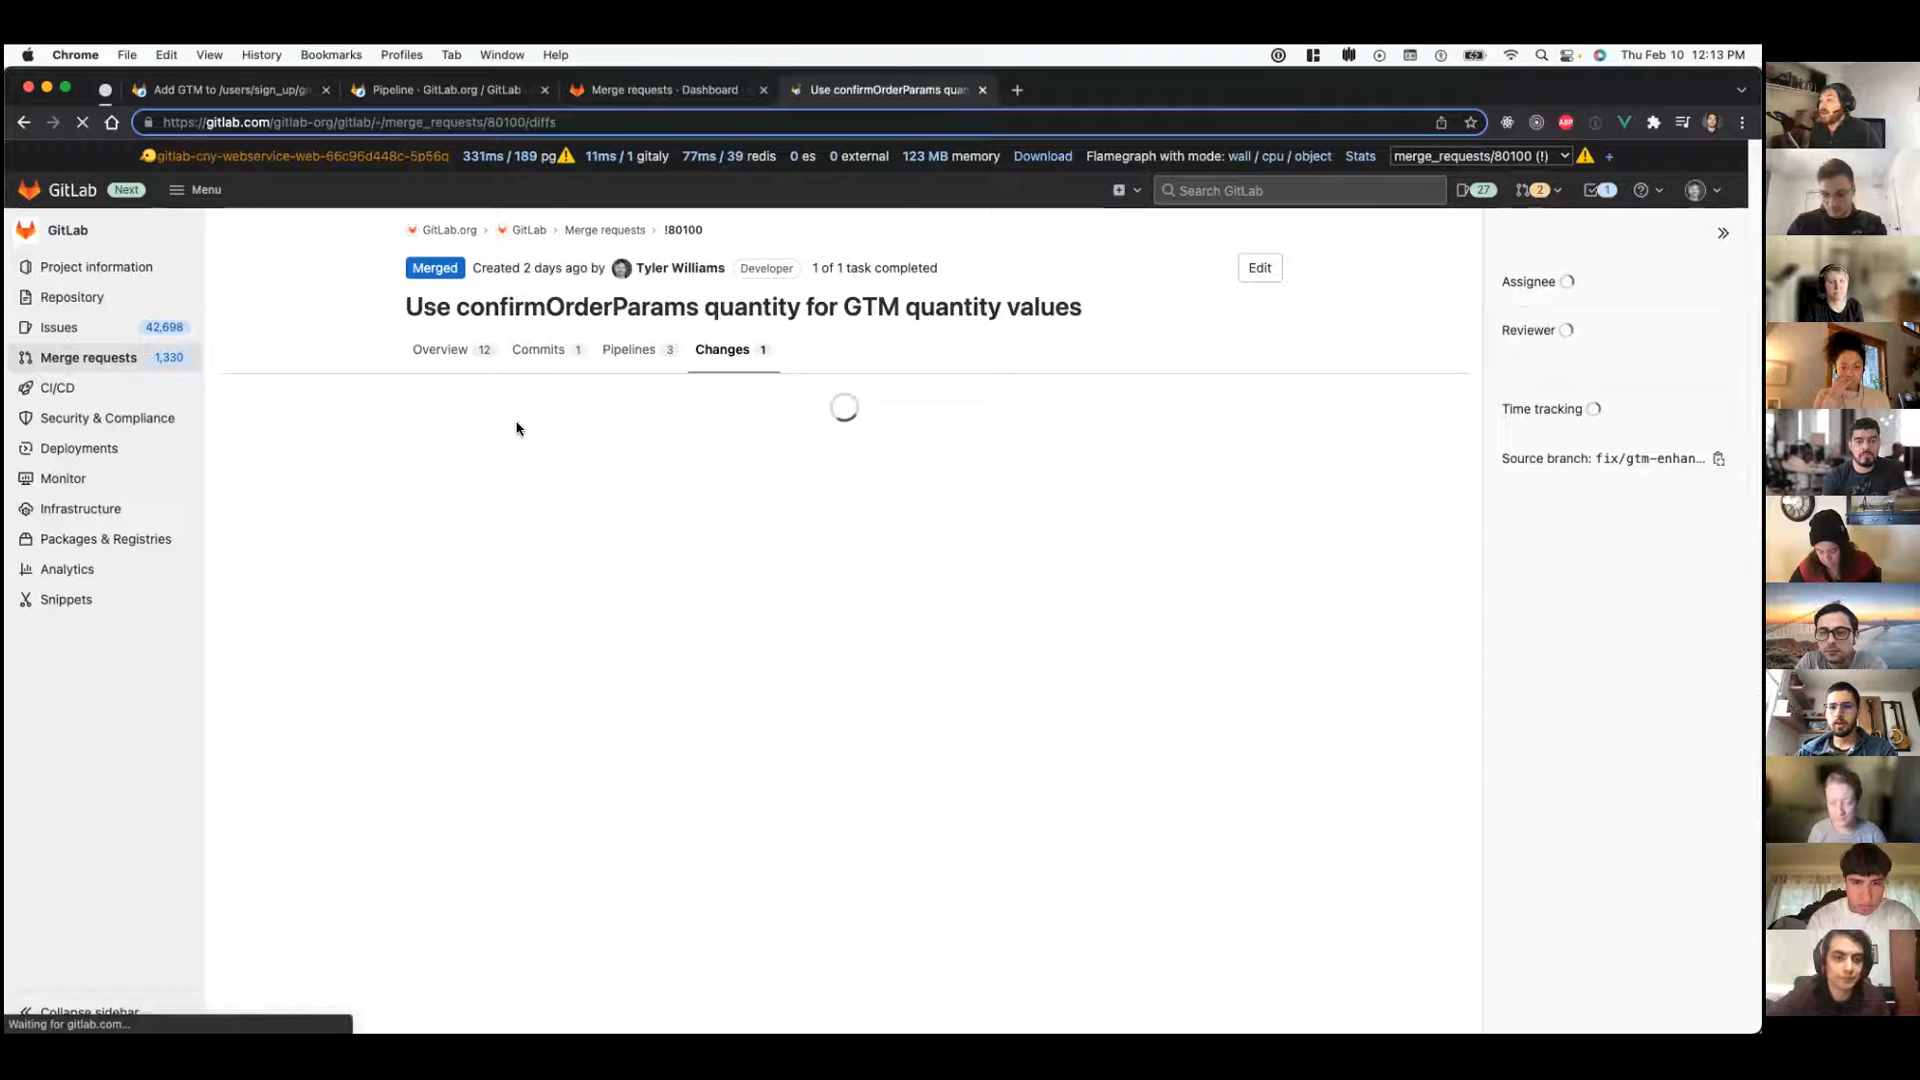 Chrome File Edit View History Bookmarks Profiles Tab Window Help Thu Feb 10 12:13 PM
Add GTM to /users/sign_up/gr Pipeline · GitLab.org / GitLab Merge requests · Dashboard Use confirmOrderParams quan
https://gitlab.com/gitlab-org/gitlab/-/merge_requests/80100/diffs
gitlab-cny-webservice-web-66c96d448c-5p56q 331ms / 189 pg 11ms / 1 gitaly 77ms / 39 redis 0 es 0 external 123 MB memory Download Flamegraph with mode: wall / cpu / object Stats merge_requests/80100 (!) +
GitLab Next Menu Search GitLab 27 2 1
GitLab
Project information
Repository
Issues 42,698
Merge requests 1,330
CI/CD
Security & Compliance
Deployments
Monitor
Infrastructure
Packages & Registries
Analytics
Snippets
Collapse sidebar
Waiting for gitlab.com...
GitLab.org › GitLab › Merge requests › !80100
Merged Created 2 days ago by Tyler Williams Developer 1 of 1 task completed Edit
Use confirmOrderParams quantity for GTM quantity values
Overview 12 Commits 1 Pipelines 3 Changes 1
Assignee
Reviewer
Time tracking
Source branch: fix/gtm-enhan...